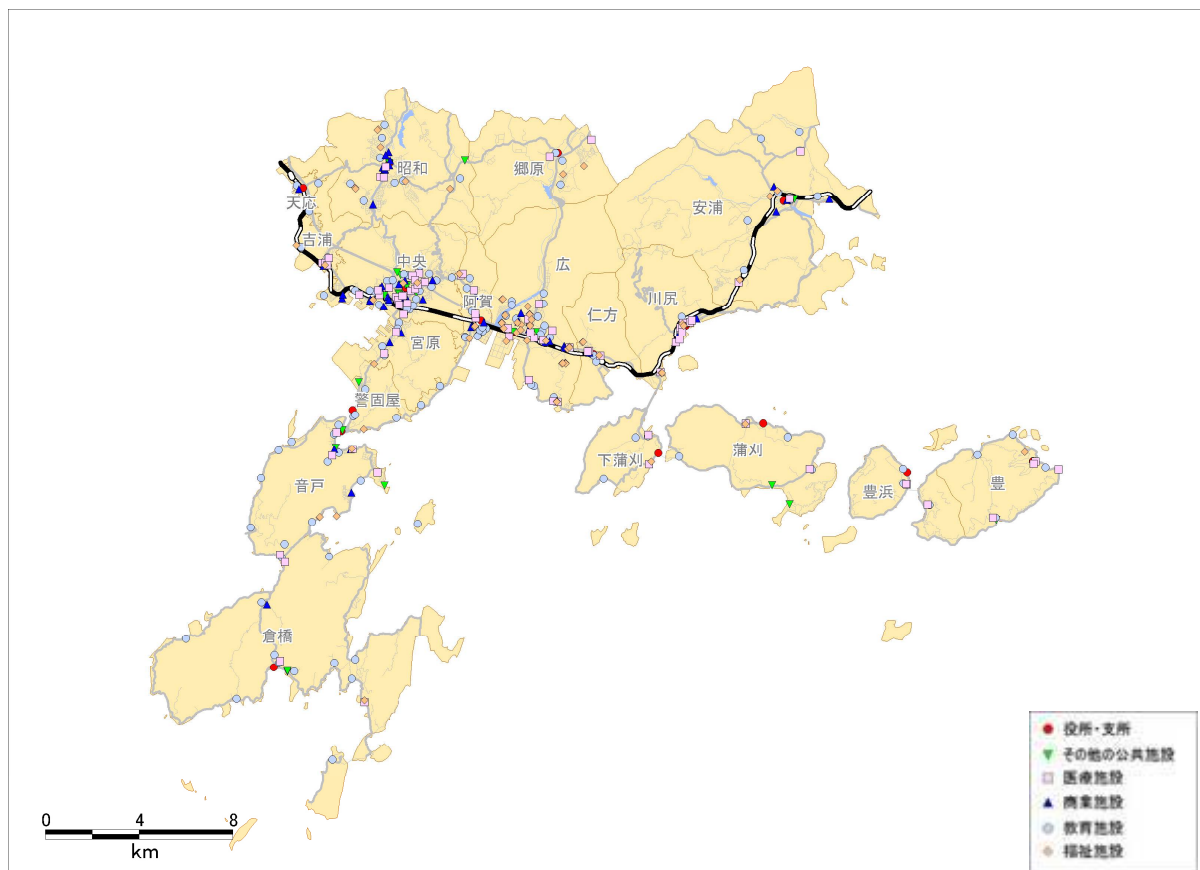 昭和
郷原
天応
安浦
吉浦
中央
広
川尻
阿賀
仁方
宮原
警固屋
下蒲刈
蒲刈
豊浜
豊
音戸
倉橋
役所・支所
その他の公共施設
医療施設
商業施設
教育施設
福祉施設
0 4 8
km